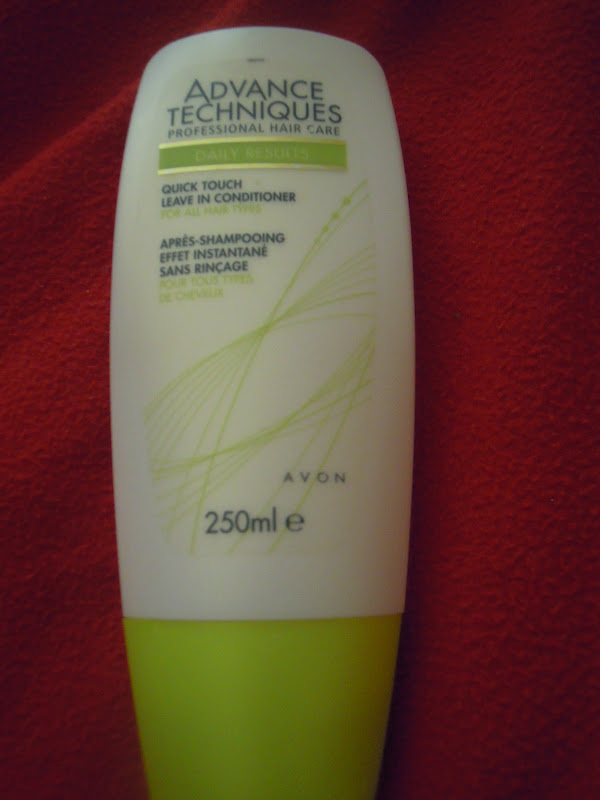 ADVANCE
TECHNIQUES
PROFESSIONAL HAIR CARE
DAILY RESULTS
QUICK TOUCH
LEAVE IN CONDITIONER
FOR ALL HAIR TYPES
APRÈS-SHAMPOOING
EFFET INSTANTANÉ
SANS RINÇAGE
POUR TOUS TYPES
DE CHEVEUX
AVON
250ml ℮